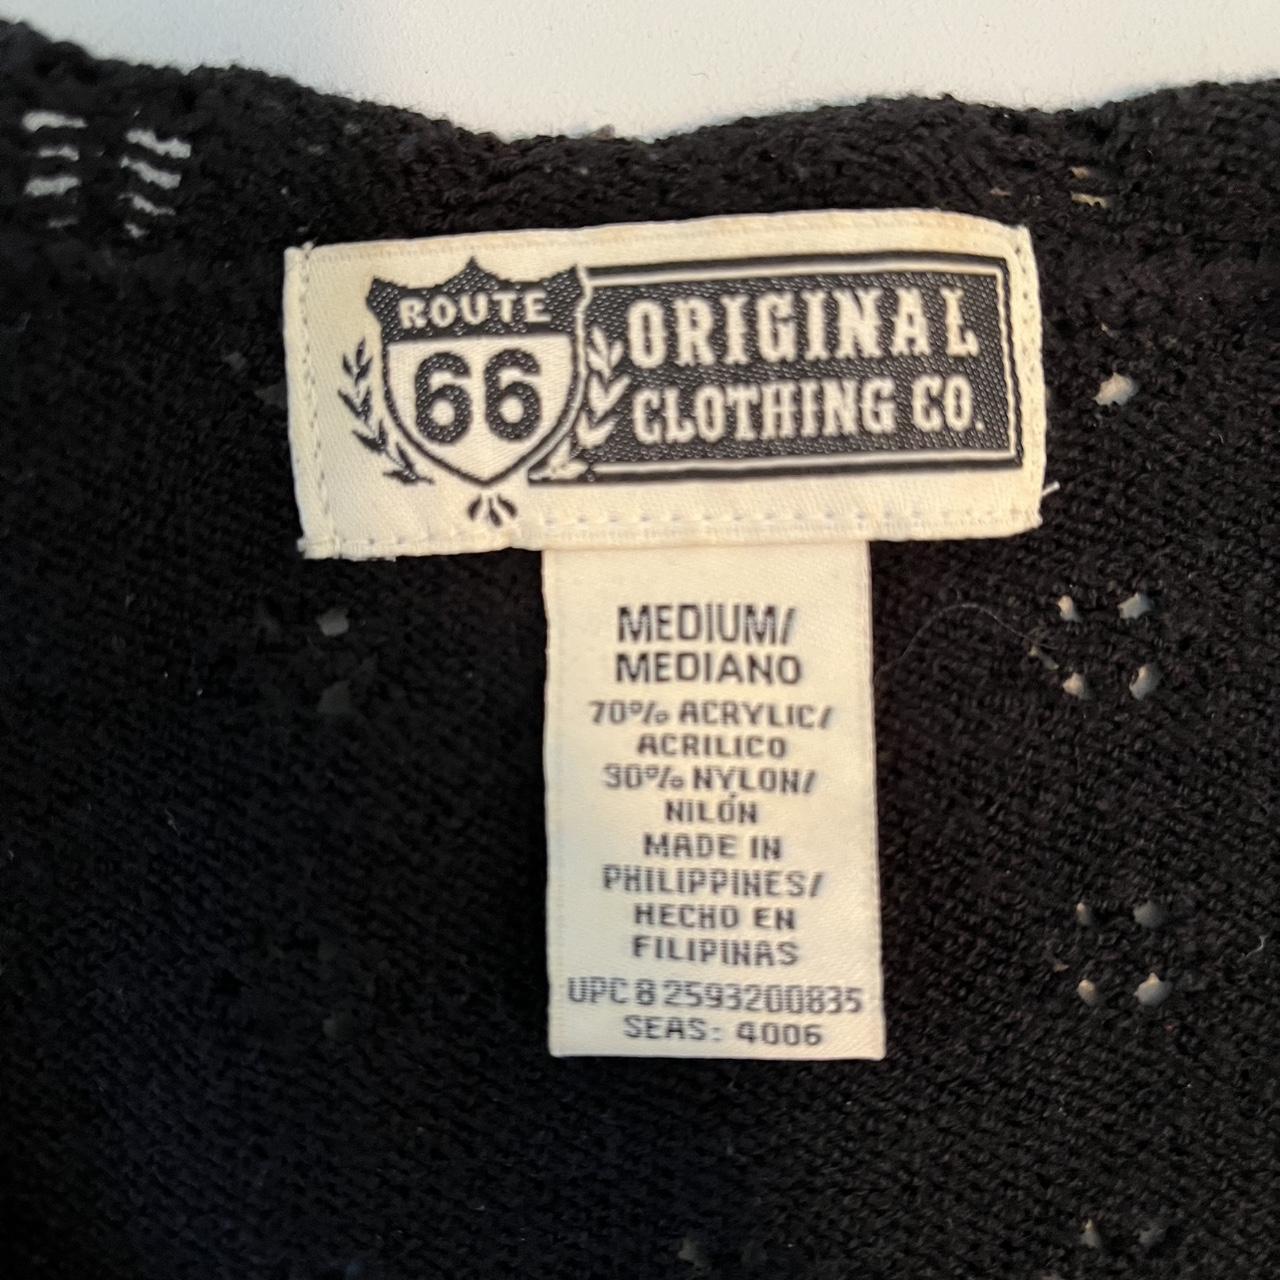 ROUTE
66
ORIGINAL
CLOTHING CO.
MEDIUM/
MEDIANO
70% ACRYLIC/
ACRILICO
30% NYLON/
NILÓN
MADE IN
PHILIPPINES/
HECHO EN
FILIPINAS
UPC 8 2593200835
SEAS: 4006